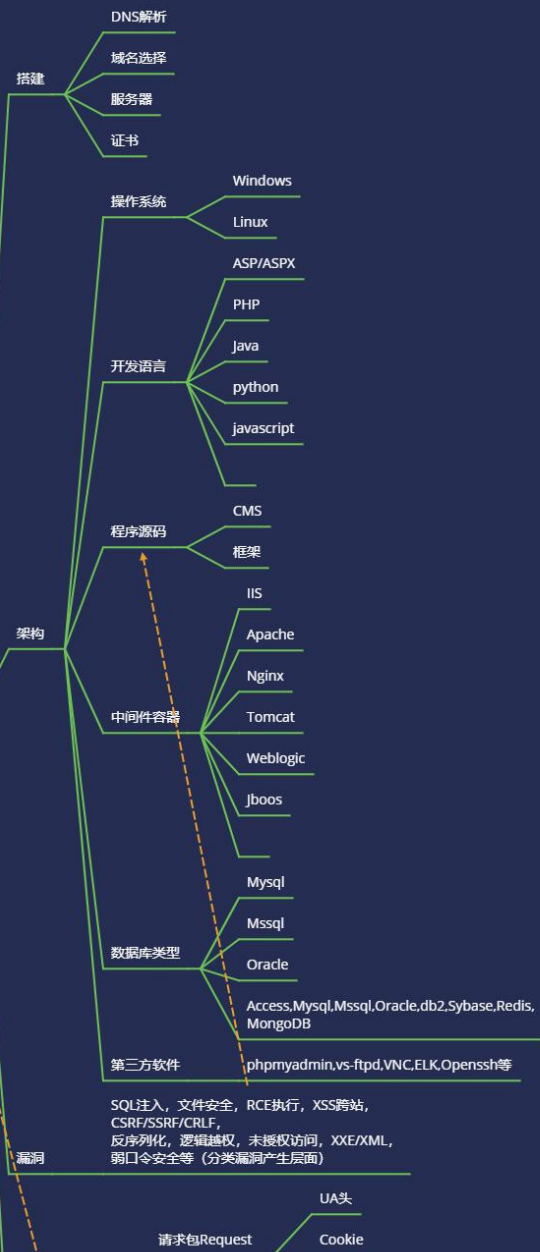 DNS解析
域名选择
搭建
服务器
证书
Windows
操作系统
Linux
ASP/ASPX
PHP
Java
开发语言
python
javascript
CMS
程序源码
框架
IIS
架构
Apache
Nginx
中间件容器
Tomcat
Weblogic
Jboos
Mysql
Mssql
数据库类型
Oracle
Access,Mysql,Mssql,Oracle,db2,Sybase,Redis,
MongoDB
第三方软件
phpmyadmin,vs-ftpd,VNC,ELK,Openssh等
SQL注入，文件安全，RCE执行，XSS跨站，
CSRF/SSRF/CRLF，
反序列化，逻辑越权，未授权访问，XXE/XML，
漏洞
弱口令安全等（分类漏洞产生层面）
UA头
请求包Request
Cookie